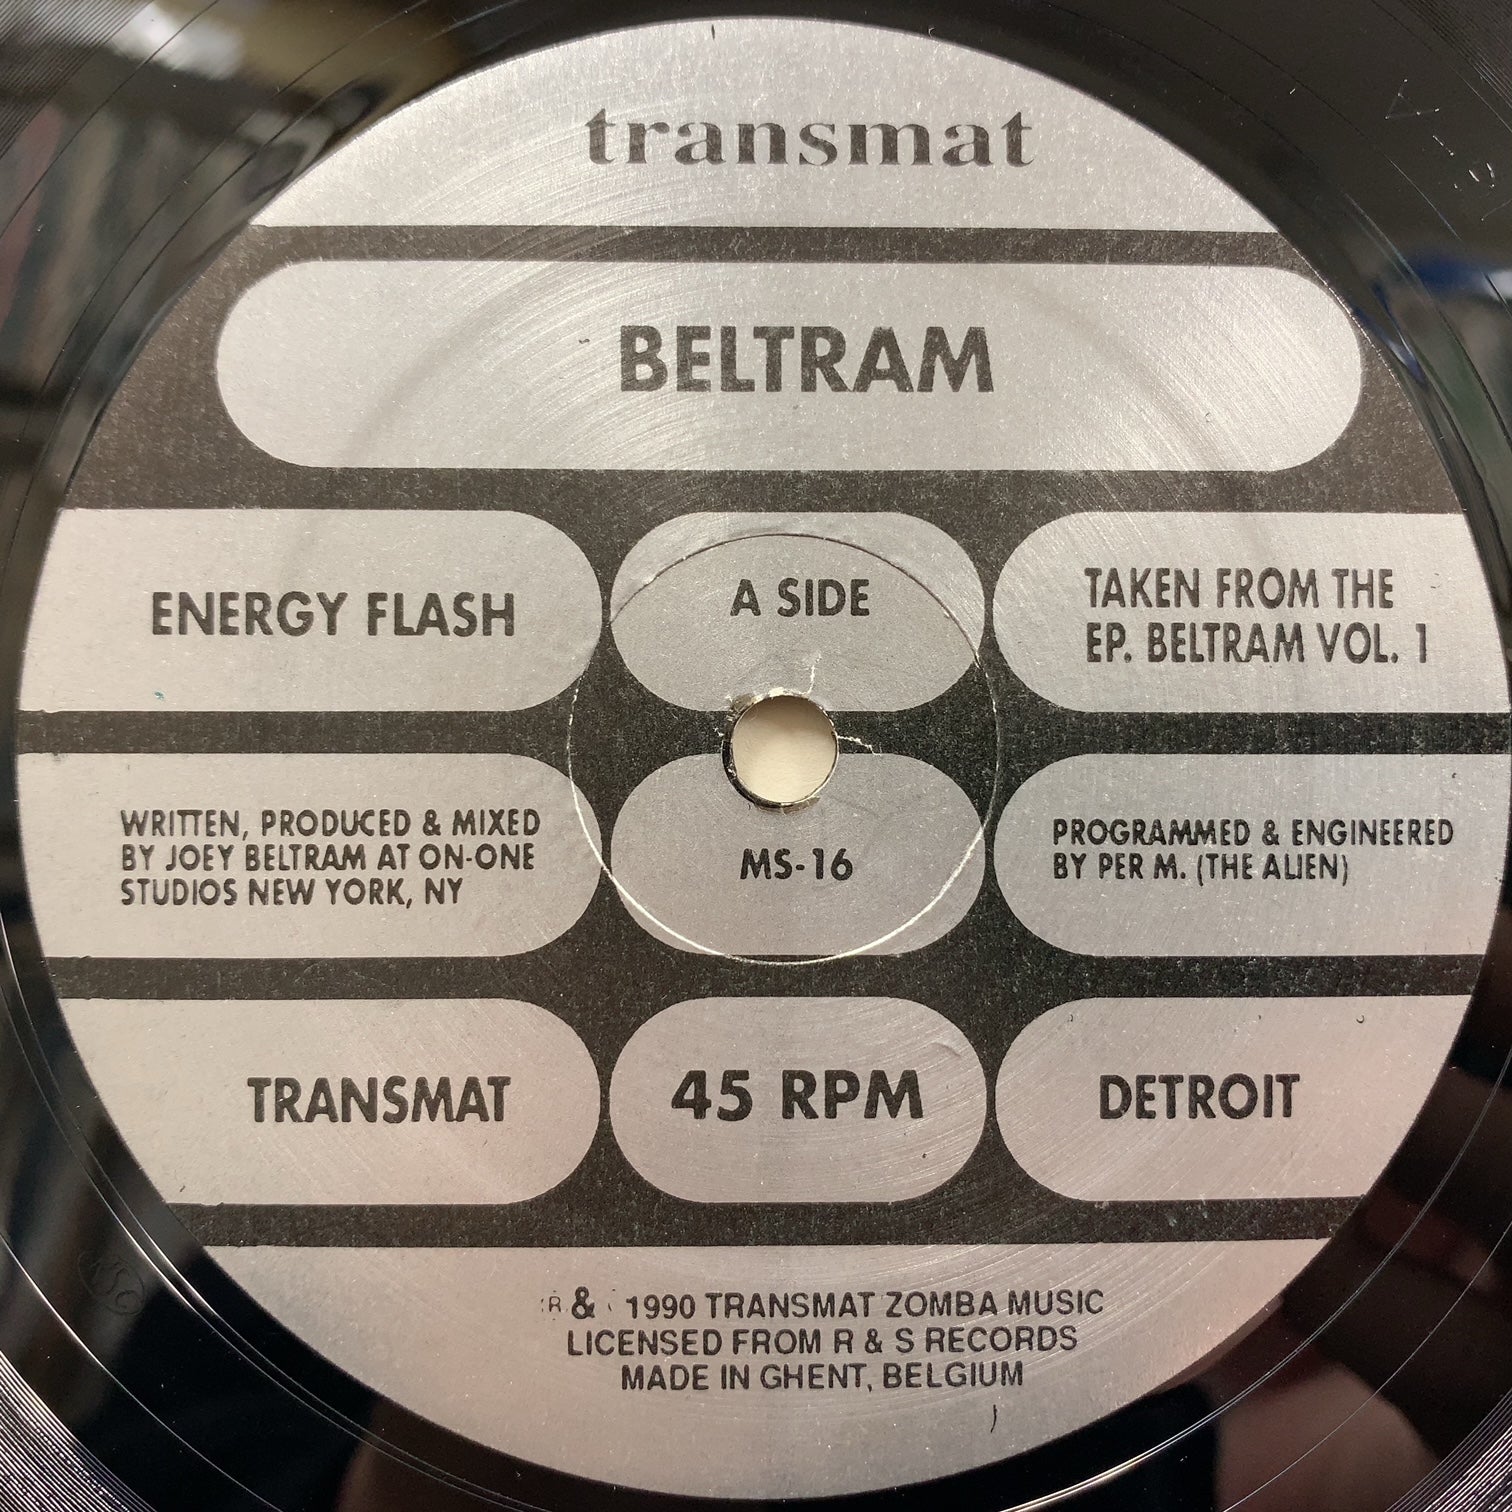 transmat
BELTRAM
ENERGY FLASH
A SIDE
TAKEN FROM THE
EP. BELTRAM VOL. 1
WRITTEN, PRODUCED & MIXED
BY JOEY BELTRAM AT ON-ONE
STUDIOS NEW YORK, NY
MS-16
PROGRAMMED & ENGINEERED
BY PER M. (THE ALIEN)
TRANSMAT
45 RPM
DETROIT
& 1990 TRANSMAT ZOMBA MUSIC
LICENSED FROM R & S RECORDS
MADE IN GHENT, BELGIUM